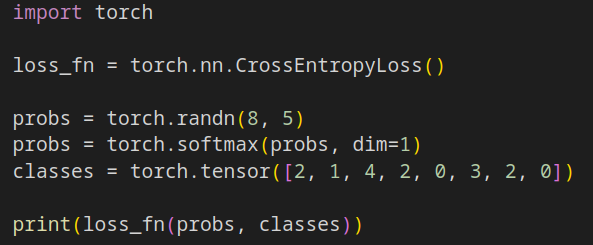 import torch
loss_fn = torch.nn.CrossEntropyLoss()
probs = torch.randn(8, 5)
probs = torch.softmax(probs, dim=1)
classes = torch.tensor([2, 1, 4, 2, 0, 3, 2, 0])
print(loss_fn(probs, classes))